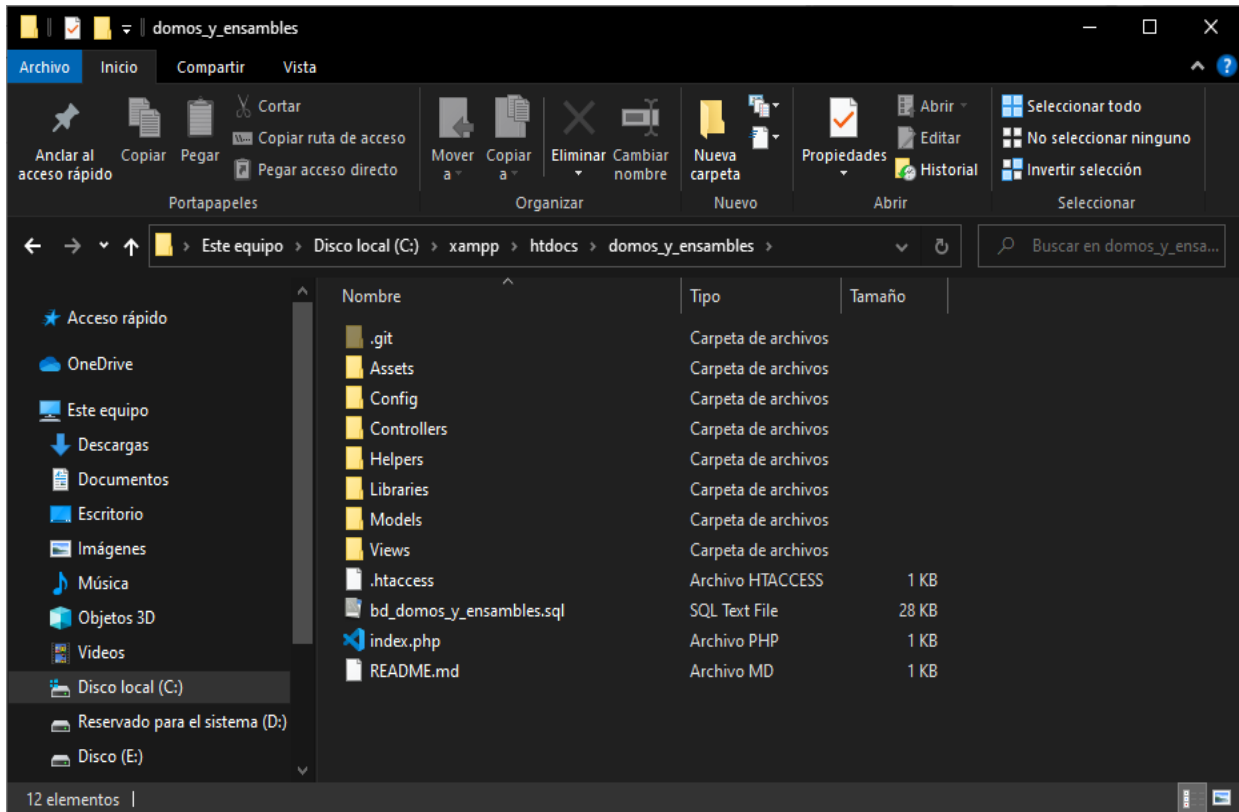 domos_y_ensambles
Archivo Inicio Compartir Vista
Anclar al acceso rápido
Copiar
Pegar
Cortar
Copiar ruta de acceso
Pegar acceso directo
Mover a
Copiar a
Eliminar
Cambiar nombre
Nueva carpeta
Propiedades
Abrir
Editar
Historial
Seleccionar todo
No seleccionar ninguno
Invertir selección
Portapapeles Organizar Nuevo Abrir Seleccionar
Este equipo > Disco local (C:) > xampp > htdocs > domos_y_ensambles >
Buscar en domos_y_ensa...
Acceso rápido
OneDrive
Este equipo
Descargas
Documentos
Escritorio
Imágenes
Música
Objetos 3D
Videos
Disco local (C:)
Reservado para el sistema (D:)
Disco (E:)
Nombre Tipo Tamaño
.git Carpeta de archivos
Assets Carpeta de archivos
Config Carpeta de archivos
Controllers Carpeta de archivos
Helpers Carpeta de archivos
Libraries Carpeta de archivos
Models Carpeta de archivos
Views Carpeta de archivos
.htaccess Archivo HTACCESS 1 KB
bd_domos_y_ensambles.sql SQL Text File 28 KB
index.php Archivo PHP 1 KB
README.md Archivo MD 1 KB
12 elementos